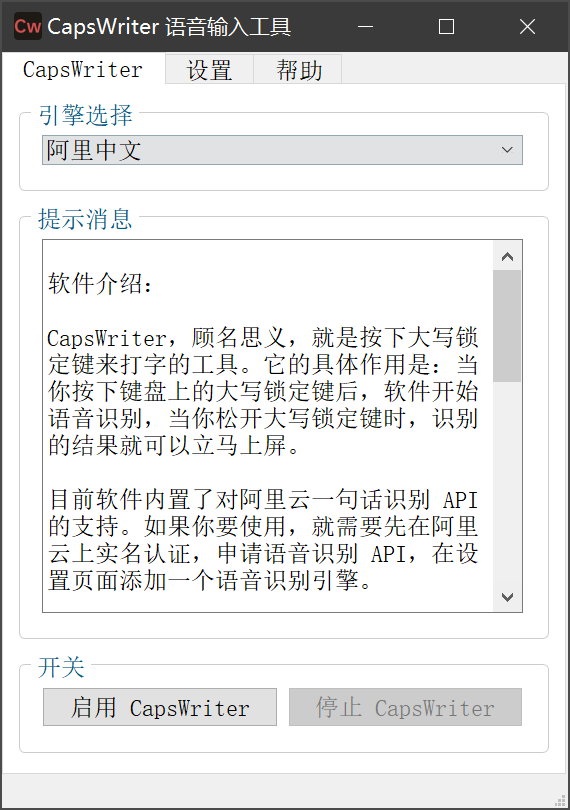 Cw CapsWriter 语音输入工具
CapsWriter 设置 帮助
引擎选择
阿里中文
提示消息
软件介绍：
CapsWriter，顾名思义，就是按下大写锁
定键来打字的工具。它的具体作用是：当
你按下键盘上的大写锁定键后，软件开始
语音识别，当你松开大写锁定键时，识别
的结果就可以立马上屏。
目前软件内置了对阿里云一句话识别 API
的支持。如果你要使用，就需要先在阿里
云上实名认证，申请语音识别 API，在设
置页面添加一个语音识别引擎。
开关
启用 CapsWriter 停止 CapsWriter